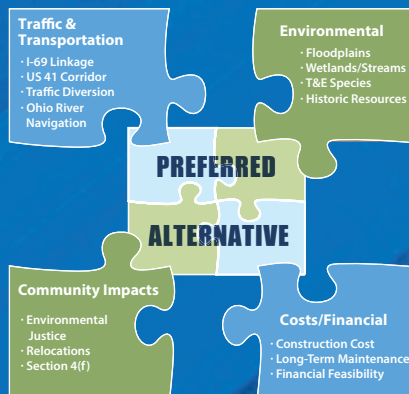 Traffic &
Transportation
· I-69 Linkage
· US 41 Corridor
· Traffic Diversion
· Ohio River
Navigation
Environmental
· Floodplains
· Wetlands/Streams
· T&E Species
· Historic Resources
PREFERRED
ALTERNATIVE
Community Impacts
· Environmental
Justice
· Relocations
· Section 4(f)
Costs/Financial
· Construction Cost
· Long-Term Maintenance
· Financial Feasibility